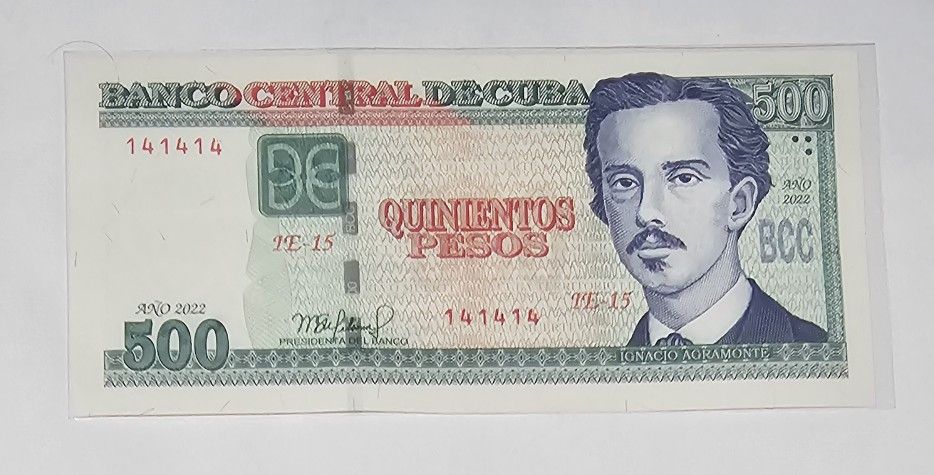 BANCO CENTRAL DE CUBA
500
141414
AÑO
2022
BCC
QUINIENTOS
PESOS
IE-15
IE-15
AÑO 2022
500
141414
PRESIDENTA DEL BANCO
IGNACIO AGRAMONTE